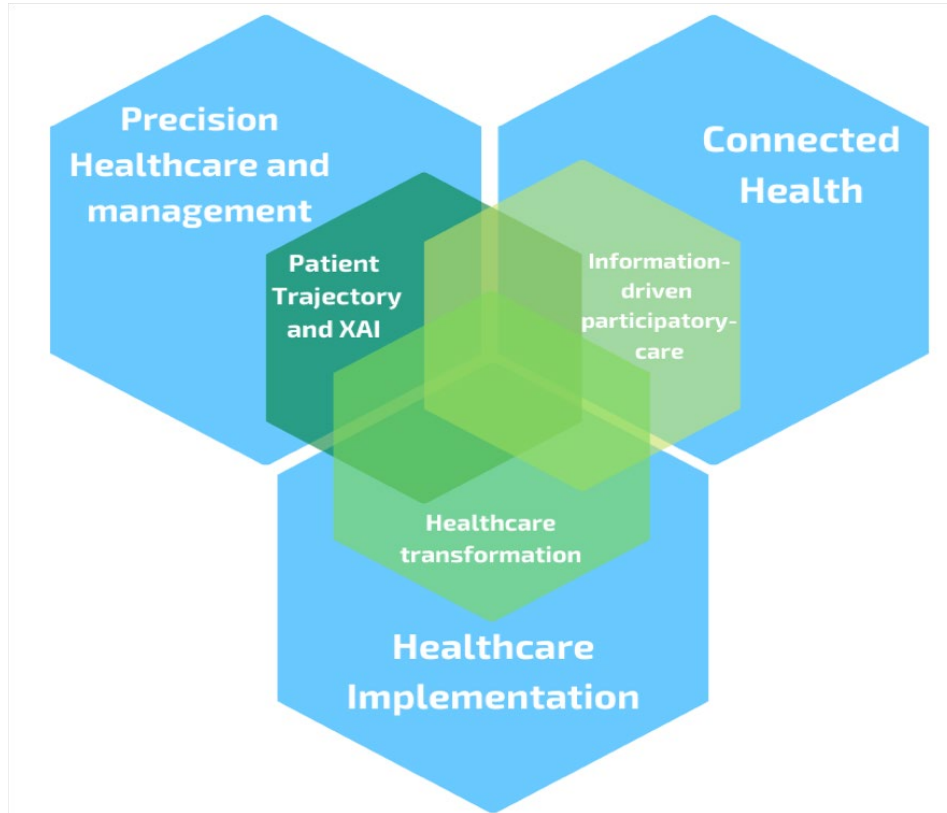 Precision
Healthcare and
management
Connected
Health
Patient
Trajectory
and XAI
Information-
driven
participatory-
care
Healthcare
transformation
Healthcare
Implementation